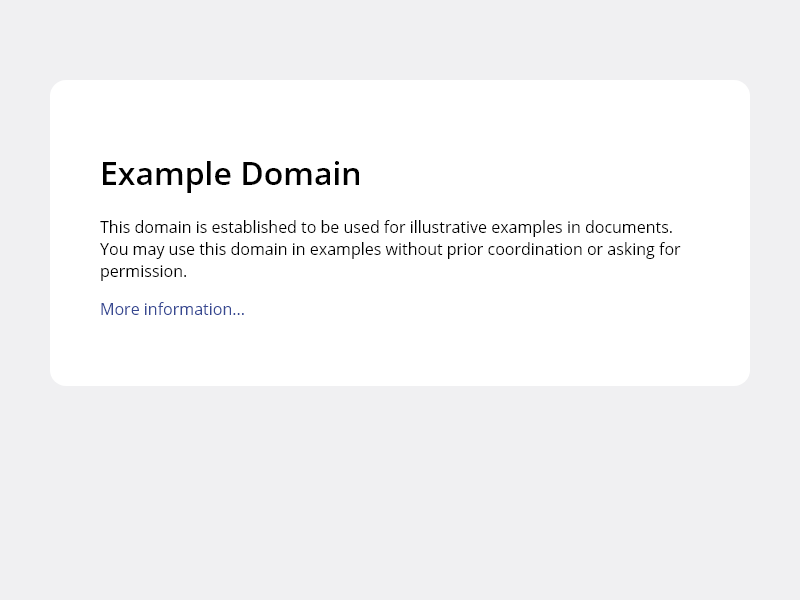 Example Domain
This domain is established to be used for illustrative examples in documents.
You may use this domain in examples without prior coordination or asking for
permission.
More information...